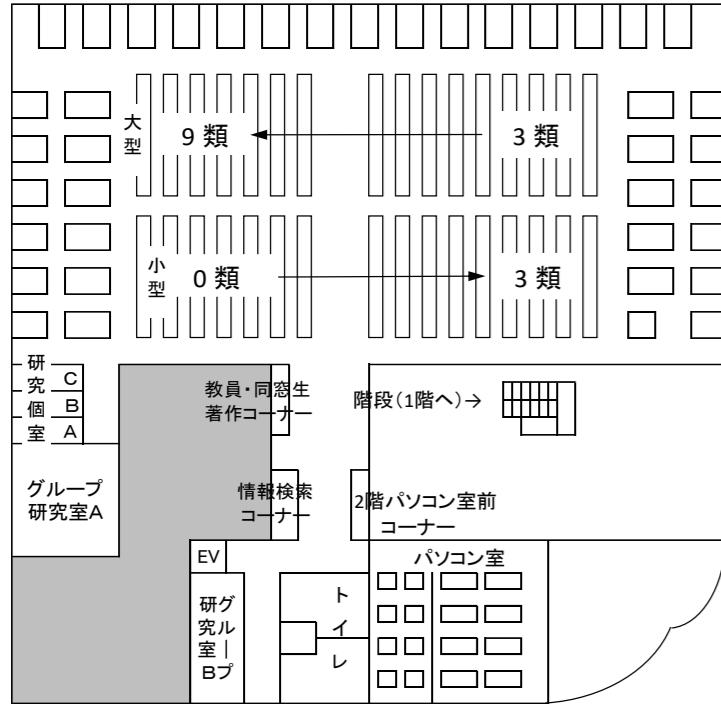 大型
9 類
3 類
小型
0 類
3 類
研究個室
C
B
A
教員・同窓生
著作コーナー
階段(1階へ)→
グループ
研究室A
情報検索
コーナー
2階パソコン室前
コーナー
EV
パソコン室
グループ
研究室B
トイレ